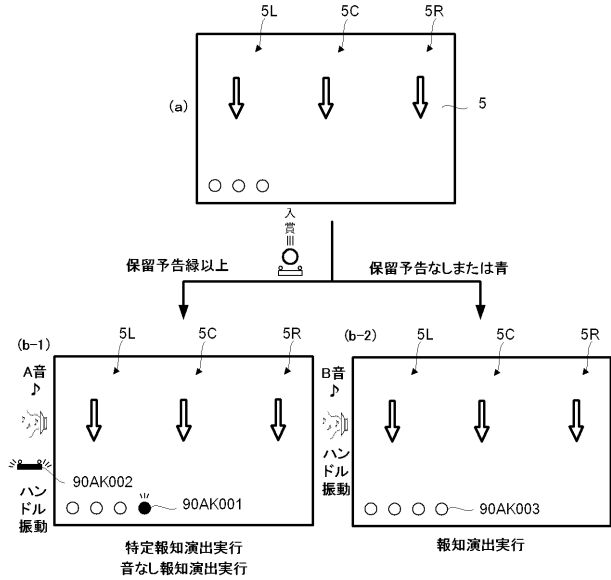 5L 5C 5R
(a)
5
入賞
保留予告緑以上
保留予告なしまたは青
(b-1)
5L 5C 5R
A音
♪
90AK002
90AK001
ハンドル振動
特定報知演出実行
音なし報知演出実行
(b-2)
5L 5C 5R
B音
♪
ハンドル振動
90AK003
報知演出実行